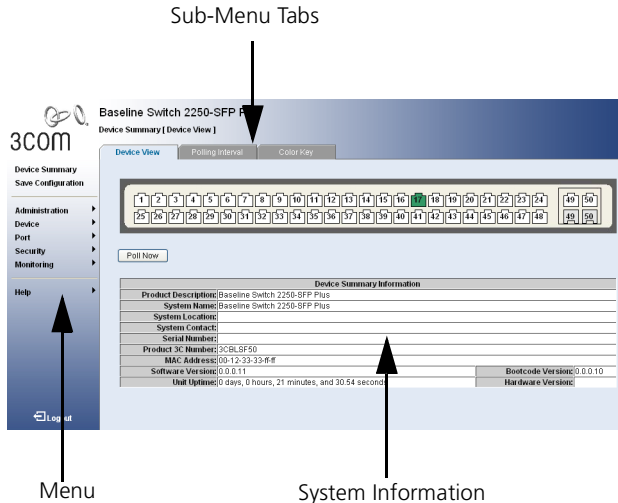 Sub-Menu Tabs
3COM
Baseline Switch 2250-SFP P
Device Summary [ Device View ]
Device View Polling Interval Color Key
Device Summary
Save Configuration
Administration
Device
Port
Security
Monitoring
Help
Logout
1 2 3 4 5 6 7 8 9 10 11 12 13 14 15 16 17 18 19 20 21 22 23 24 49 50
25 26 27 28 29 30 31 32 33 34 35 36 37 38 39 40 41 42 43 44 45 46 47 48 49 50
Poll Now
Device Summary Information
Product Description: Baseline Switch 2250-SFP Plus
System Name: Baseline Switch 2250-SFP Plus
System Location:
System Contact:
Serial Number:
Product 3C Number: 3CBLSF50
MAC Address: 00-12-33-33-ff-ff
Software Version: 0.0.0.11 Bootcode Version: 0.0.0.10
Unit Uptime: 0 days, 0 hours, 21 minutes, and 30.54 seconds Hardware Version:
Menu
System Information